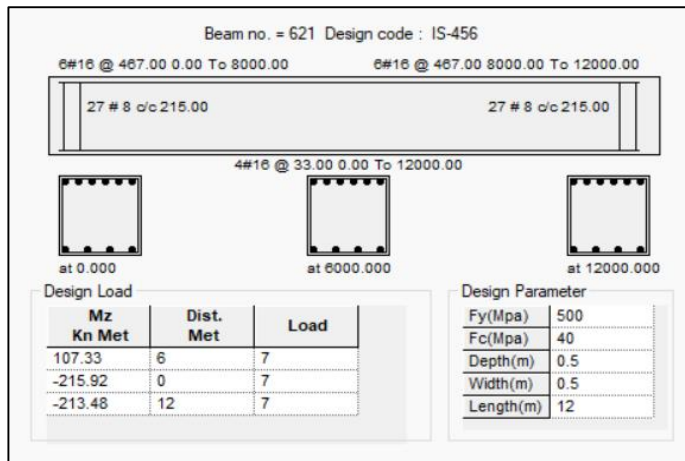 Beam no. = 621 Design code : IS-456
6#16 @ 467.00 0.00 To 8000.00 6#16 @ 467.00 8000.00 To 12000.00
27 # 8 c/c 215.00 27 # 8 c/c 215.00
4#16 @ 33.00 0.00 To 12000.00
at 0.000 at 6000.000 at 12000.000
Design Load
Mz Kn Met Dist. Met Load
107.33 6 7
-215.92 0 7
-213.48 12 7
Design Parameter
Fy(Mpa) 500
Fc(Mpa) 40
Depth(m) 0.5
Width(m) 0.5
Length(m) 12